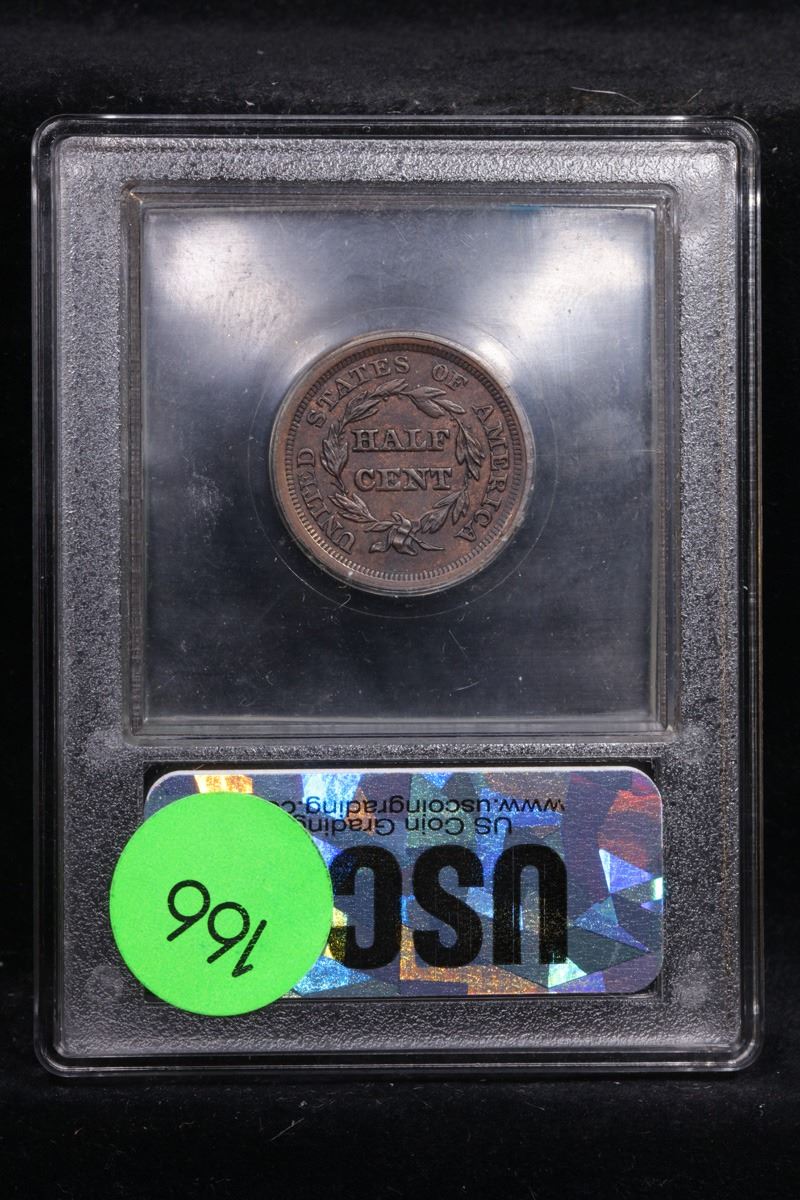 UNITED STATES OF AMERICA
HALF
CENT
USC
US Coin Grading
www.uscoingrading.co
166